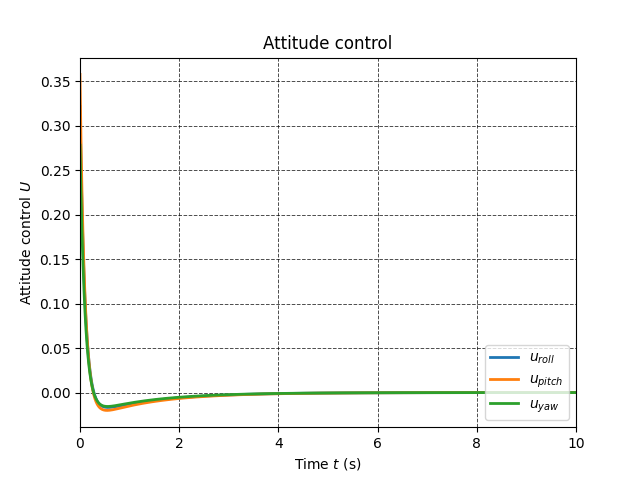 Attitude control
Attitude control U
0.35
0.30
0.25
0.20
0.15
0.10
0.05
0.00
u_roll
u_pitch
u_yaw
0 2 4 6 8 10
Time t (s)